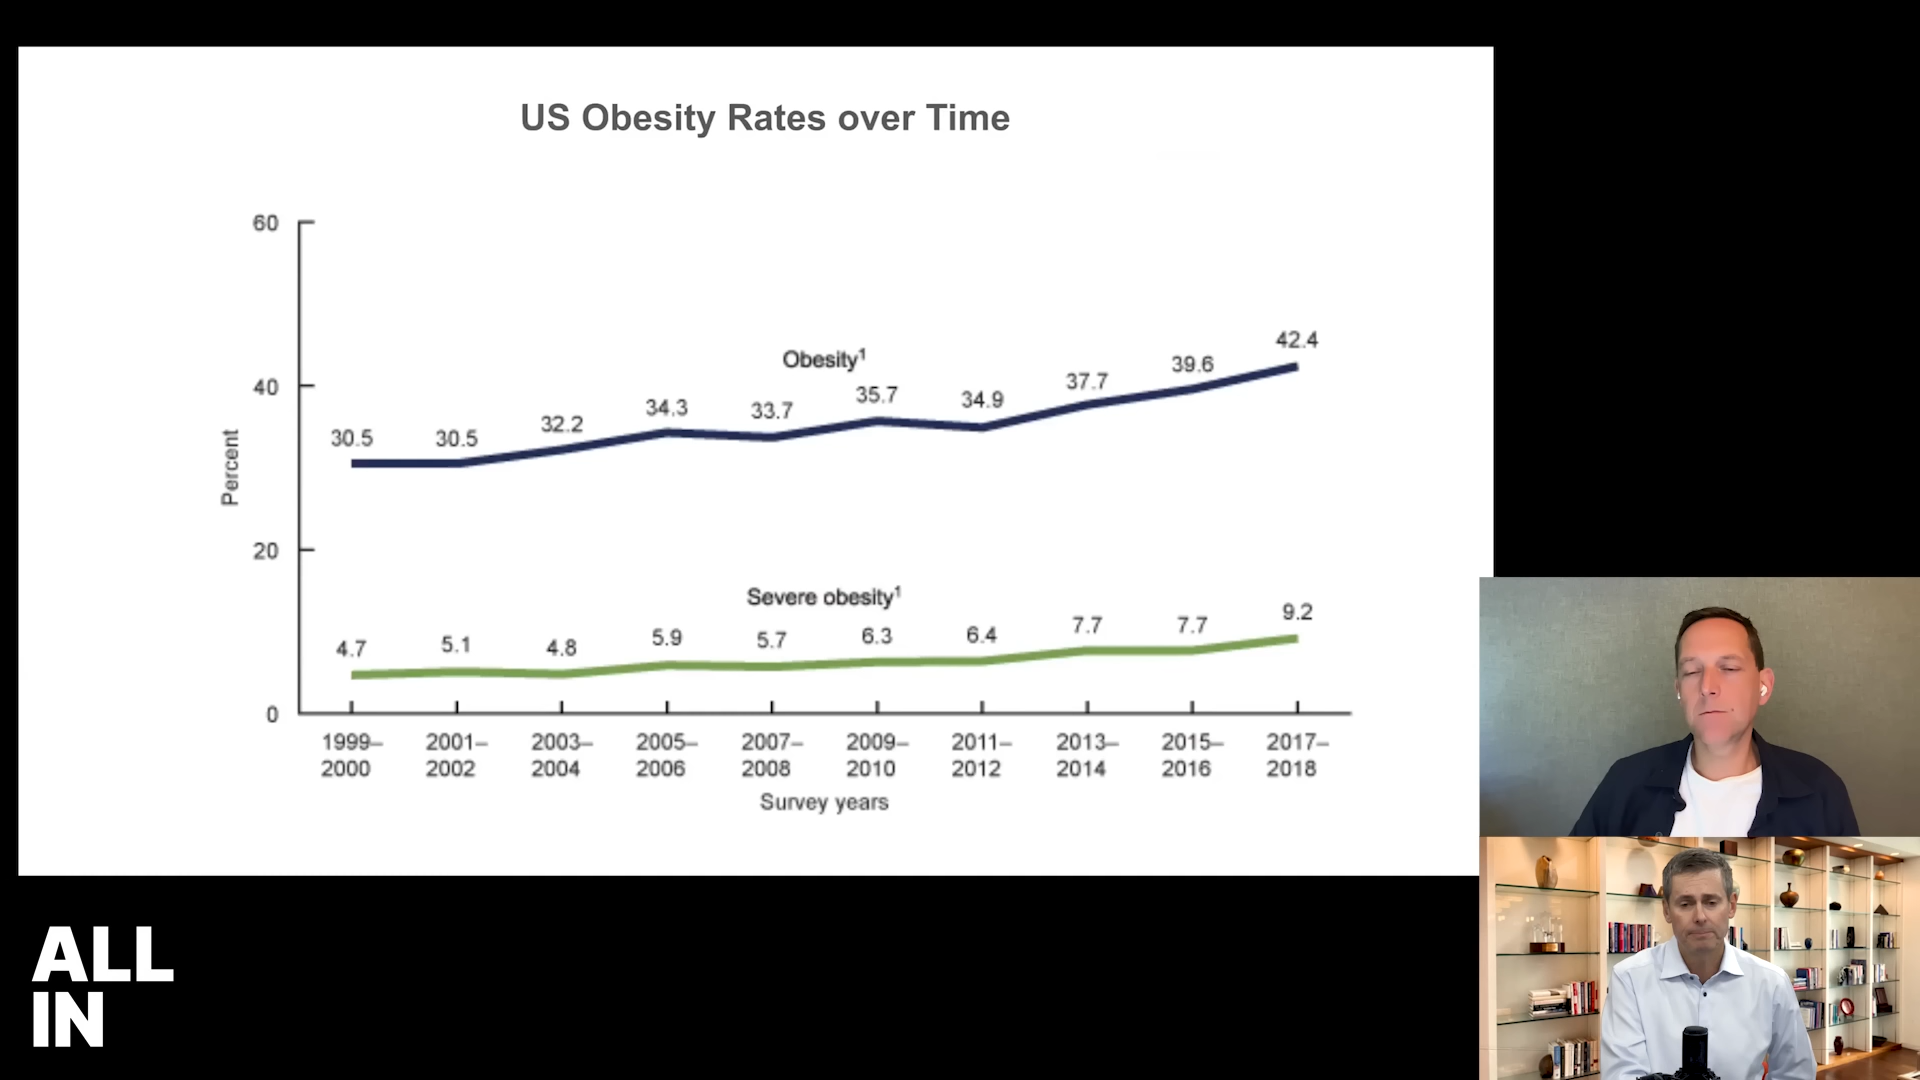 US Obesity Rates over Time
60
40
20
0
Percent
Obesity¹
30.5 30.5 32.2 34.3 33.7 35.7 34.9 37.7 39.6 42.4
Severe obesity¹
4.7 5.1 4.8 5.9 5.7 6.3 6.4 7.7 7.7 9.2
1999– 2001– 2003– 2005– 2007– 2009– 2011– 2013– 2015– 2017–
2000 2002 2004 2006 2008 2010 2012 2014 2016 2018
Survey years
ALL
IN